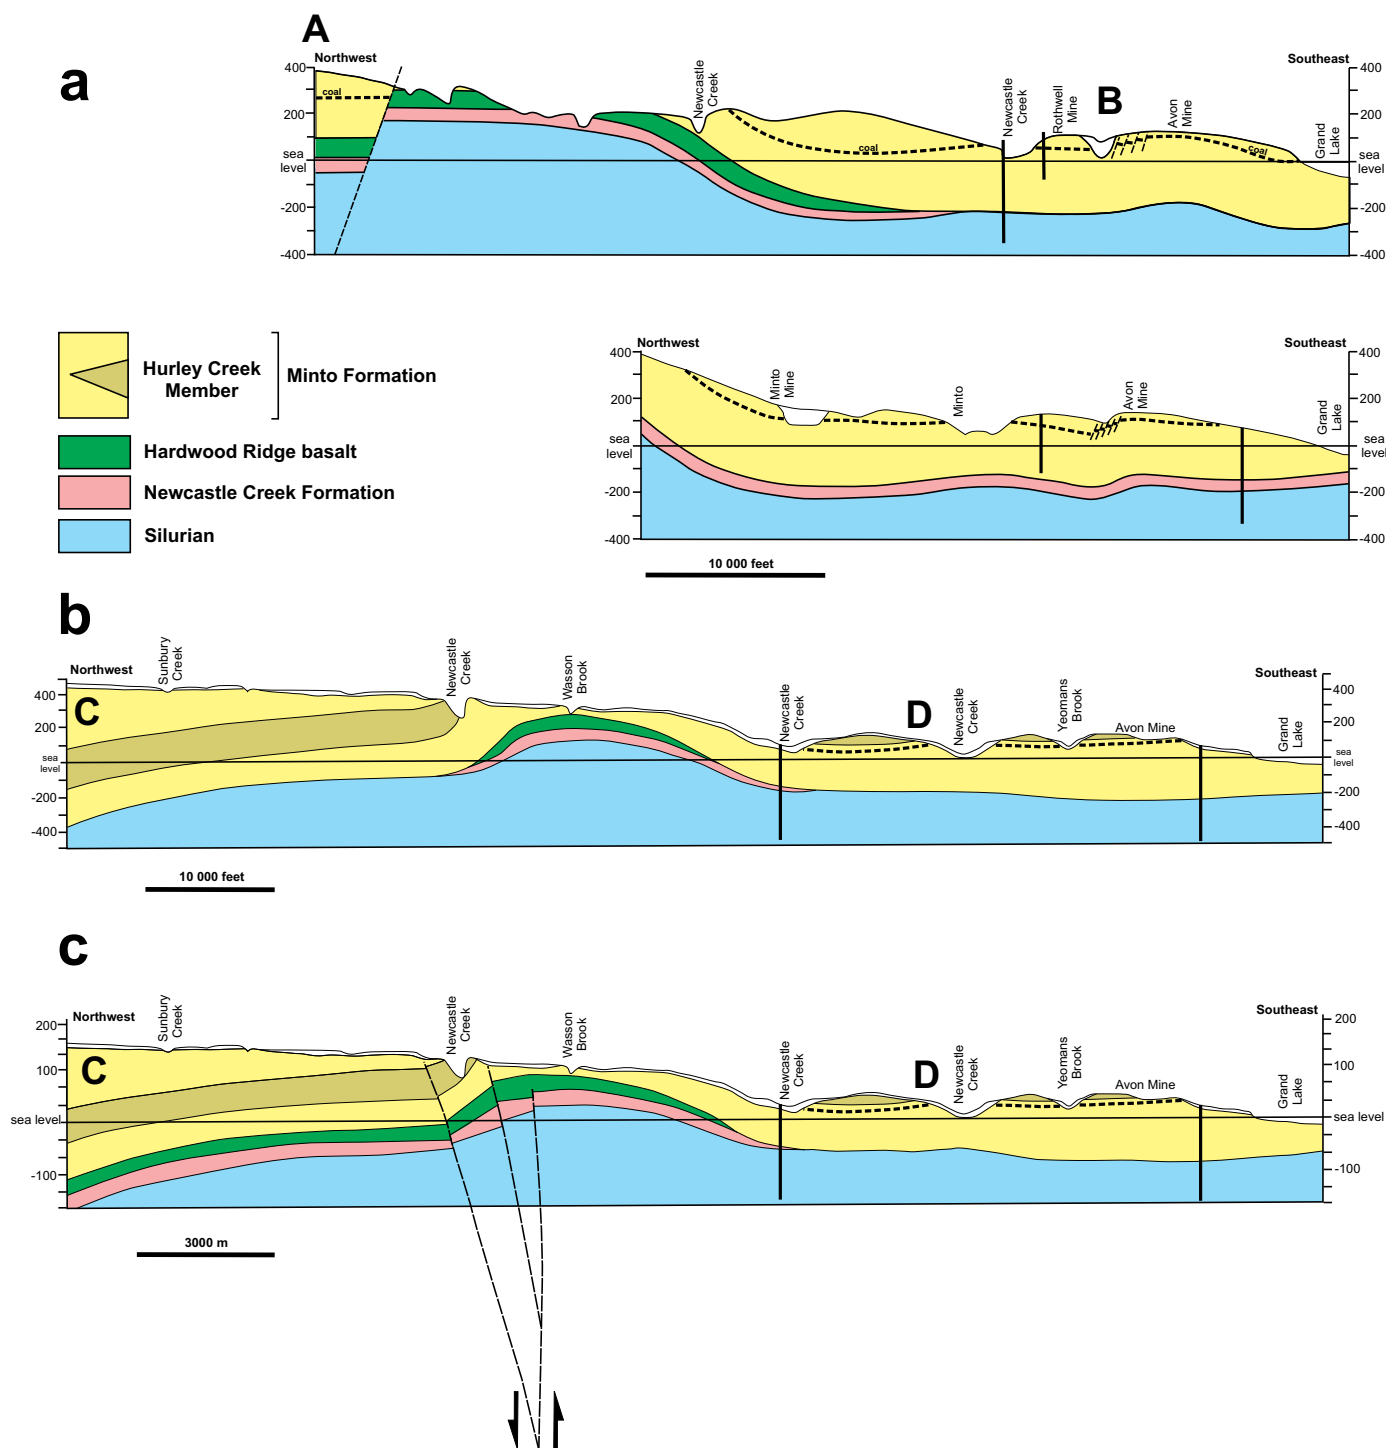 A
a
Northwest
Southeast
400
200
sea
level
-200
-400
coal
Newcastle
Creek
coal
Newcastle
Creek
Rothwell
Mine
B
Avon
Mine
coal
Grand
Lake
400
200
sea
level
-200
-400
Hurley Creek
Member
Minto Formation
Hardwood Ridge basalt
Newcastle Creek Formation
Silurian
Northwest
Southeast
400
200
sea
level
-200
-400
Minto
Mine
Minto
Avon
Mine
Grand
Lake
400
200
sea
level
-200
-400
10 000 feet
b
Northwest
Southeast
400
200
sea
level
-200
-400
C
Sunbury
Creek
Newcastle
Creek
Wasson
Brook
Newcastle
Creek
D
Newcastle
Creek
Yeomans
Brook
Avon Mine
Grand
Lake
400
200
sea
level
-200
-400
10 000 feet
c
Northwest
Southeast
200
100
sea level
-100
C
Sunbury
Creek
Newcastle
Creek
Wasson
Brook
Newcastle
Creek
D
Newcastle
Creek
Yeomans
Brook
Avon Mine
Grand
Lake
200
100
sea level
-100
3000 m